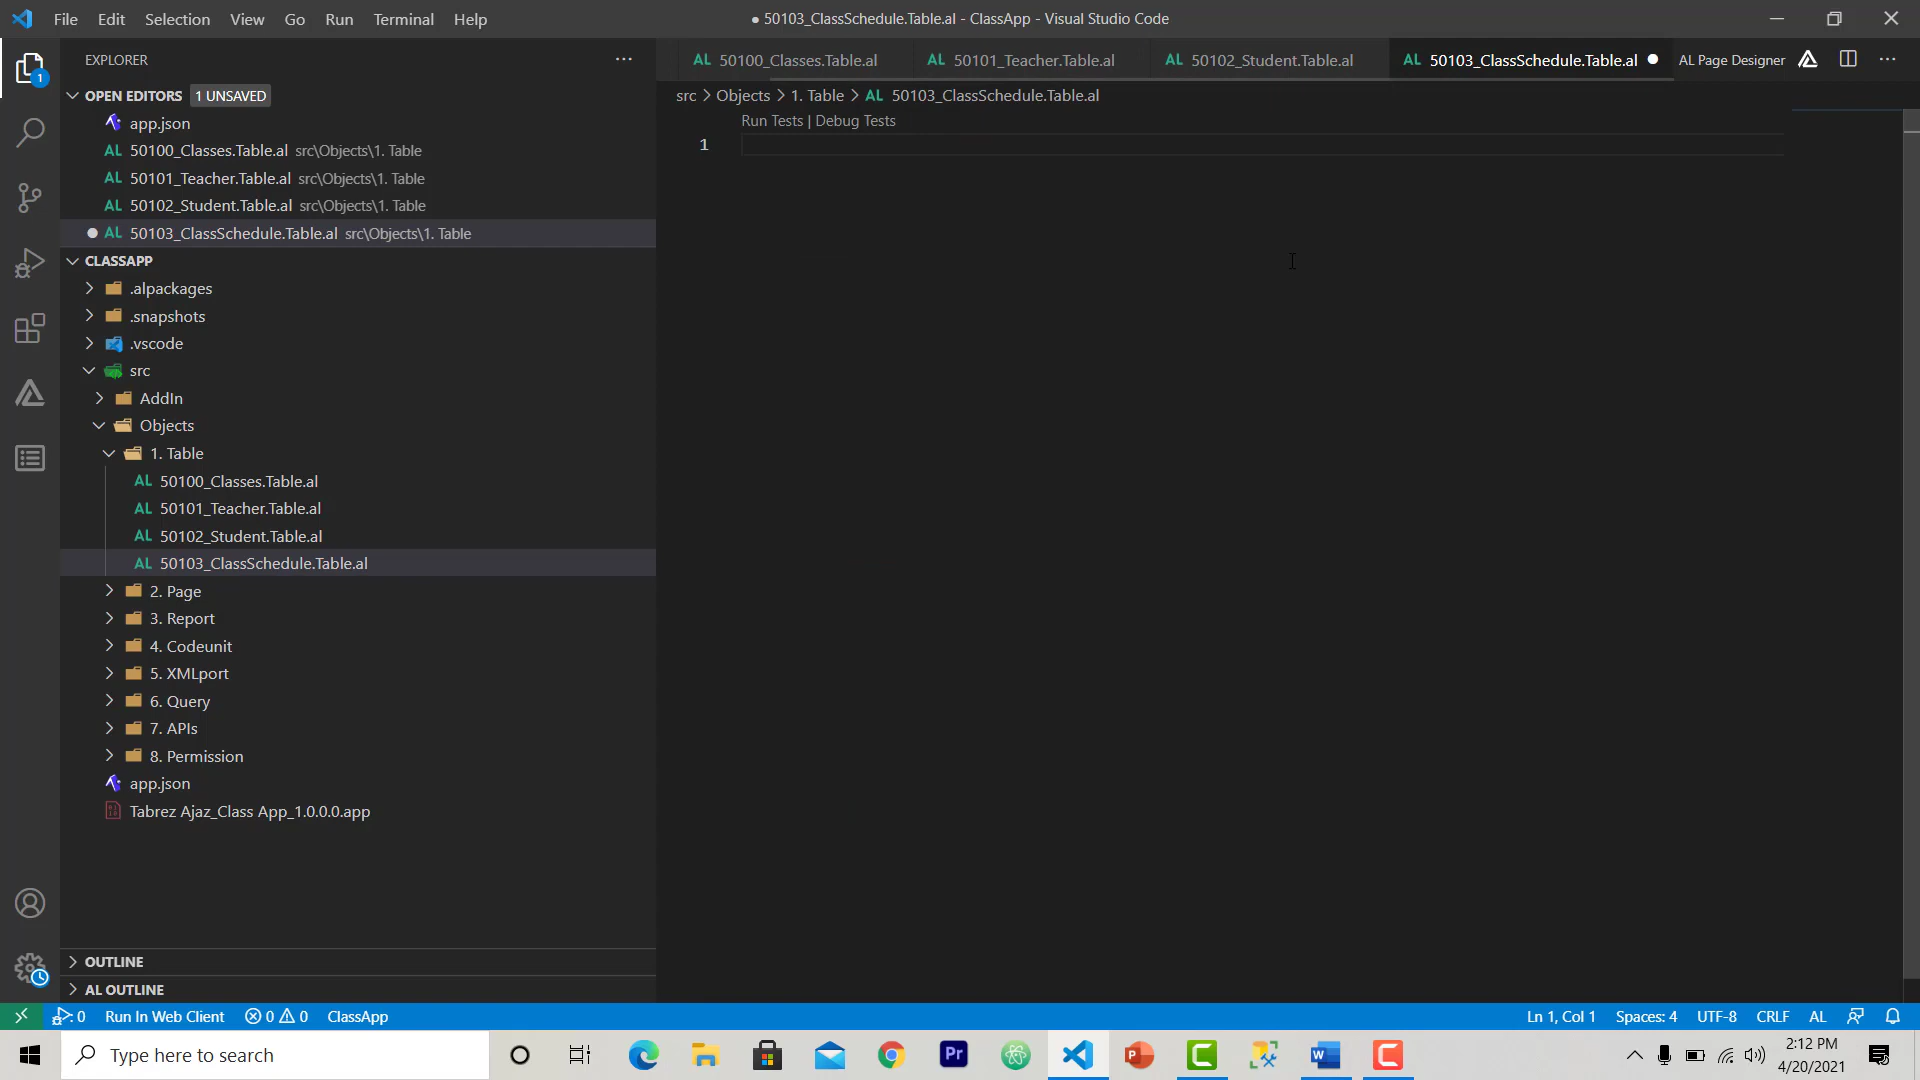 File Edit Selection View Go Run Terminal Help
● 50103_ClassSchedule.Table.al - ClassApp - Visual Studio Code
EXPLORER
AL 50100_Classes.Table.al
AL 50101_Teacher.Table.al
AL 50102_Student.Table.al
AL 50103_ClassSchedule.Table.al ●
AL Page Designer
OPEN EDITORS 1 UNSAVED
app.json
AL 50100_Classes.Table.al src\Objects\1. Table
AL 50101_Teacher.Table.al src\Objects\1. Table
AL 50102_Student.Table.al src\Objects\1. Table
● AL 50103_ClassSchedule.Table.al src\Objects\1. Table
src > Objects > 1. Table > AL 50103_ClassSchedule.Table.al
Run Tests | Debug Tests
1
CLASSAPP
.alpackages
.snapshots
.vscode
src
AddIn
Objects
1. Table
AL 50100_Classes.Table.al
AL 50101_Teacher.Table.al
AL 50102_Student.Table.al
AL 50103_ClassSchedule.Table.al
2. Page
3. Report
4. Codeunit
5. XMLport
6. Query
7. APIs
8. Permission
app.json
Tabrez Ajaz_Class App_1.0.0.0.app
OUTLINE
AL OUTLINE
0 Run In Web Client 0 0 ClassApp
Ln 1, Col 1 Spaces: 4 UTF-8 CRLF AL
Type here to search
Pr
2:12 PM
4/20/2021